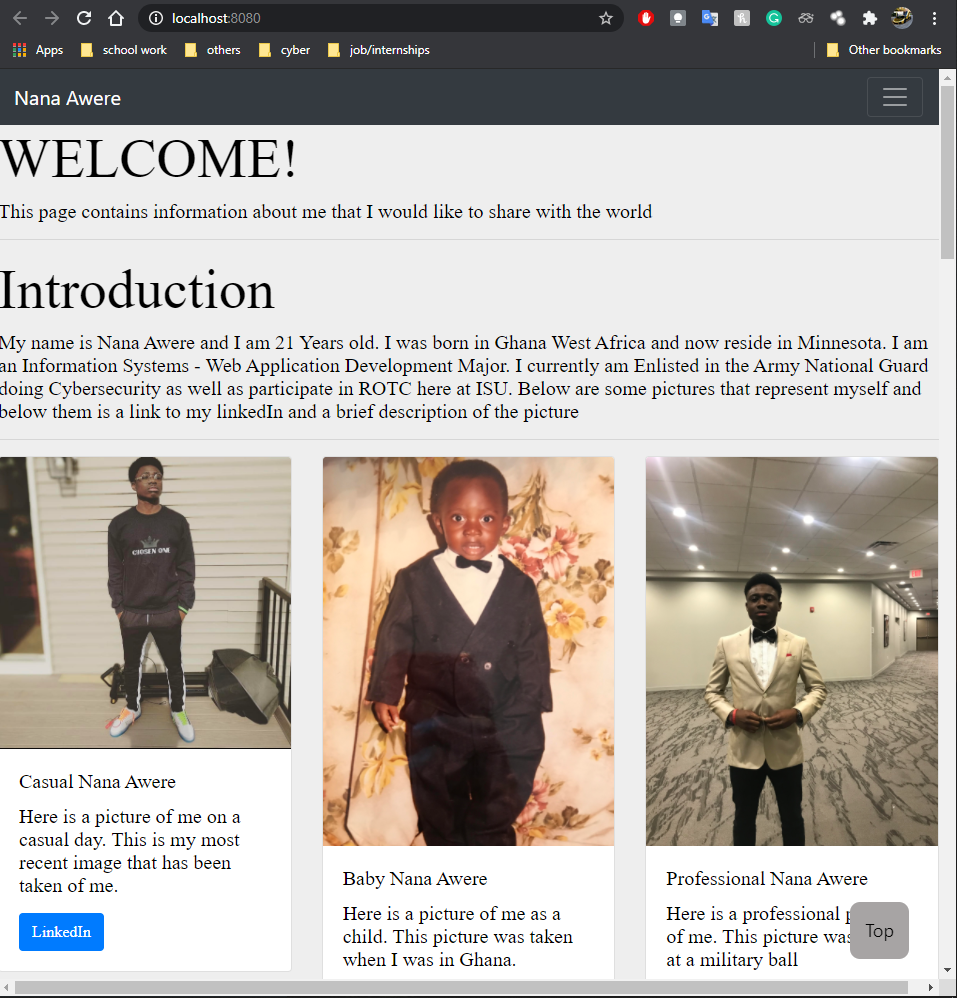 localhost:8080
Apps
school work
others
cyber
job/internships
Other bookmarks
Nana Awere
WELCOME!
This page contains information about me that I would like to share with the world
Introduction
My name is Nana Awere and I am 21 Years old. I was born in Ghana West Africa and now reside in Minnesota. I am
an Information Systems - Web Application Development Major. I currently am Enlisted in the Army National Guard
doing Cybersecurity as well as participate in ROTC here at ISU. Below are some pictures that represent myself and
below them is a link to my linkedIn and a brief description of the picture
CHOSEN ONE
Casual Nana Awere
Here is a picture of me on a
casual day. This is my most
recent image that has been
taken of me.
LinkedIn
Baby Nana Awere
Here is a picture of me as a
child. This picture was taken
when I was in Ghana.
Professional Nana Awere
Here is a professional
of me. This picture was
at a military ball
Top